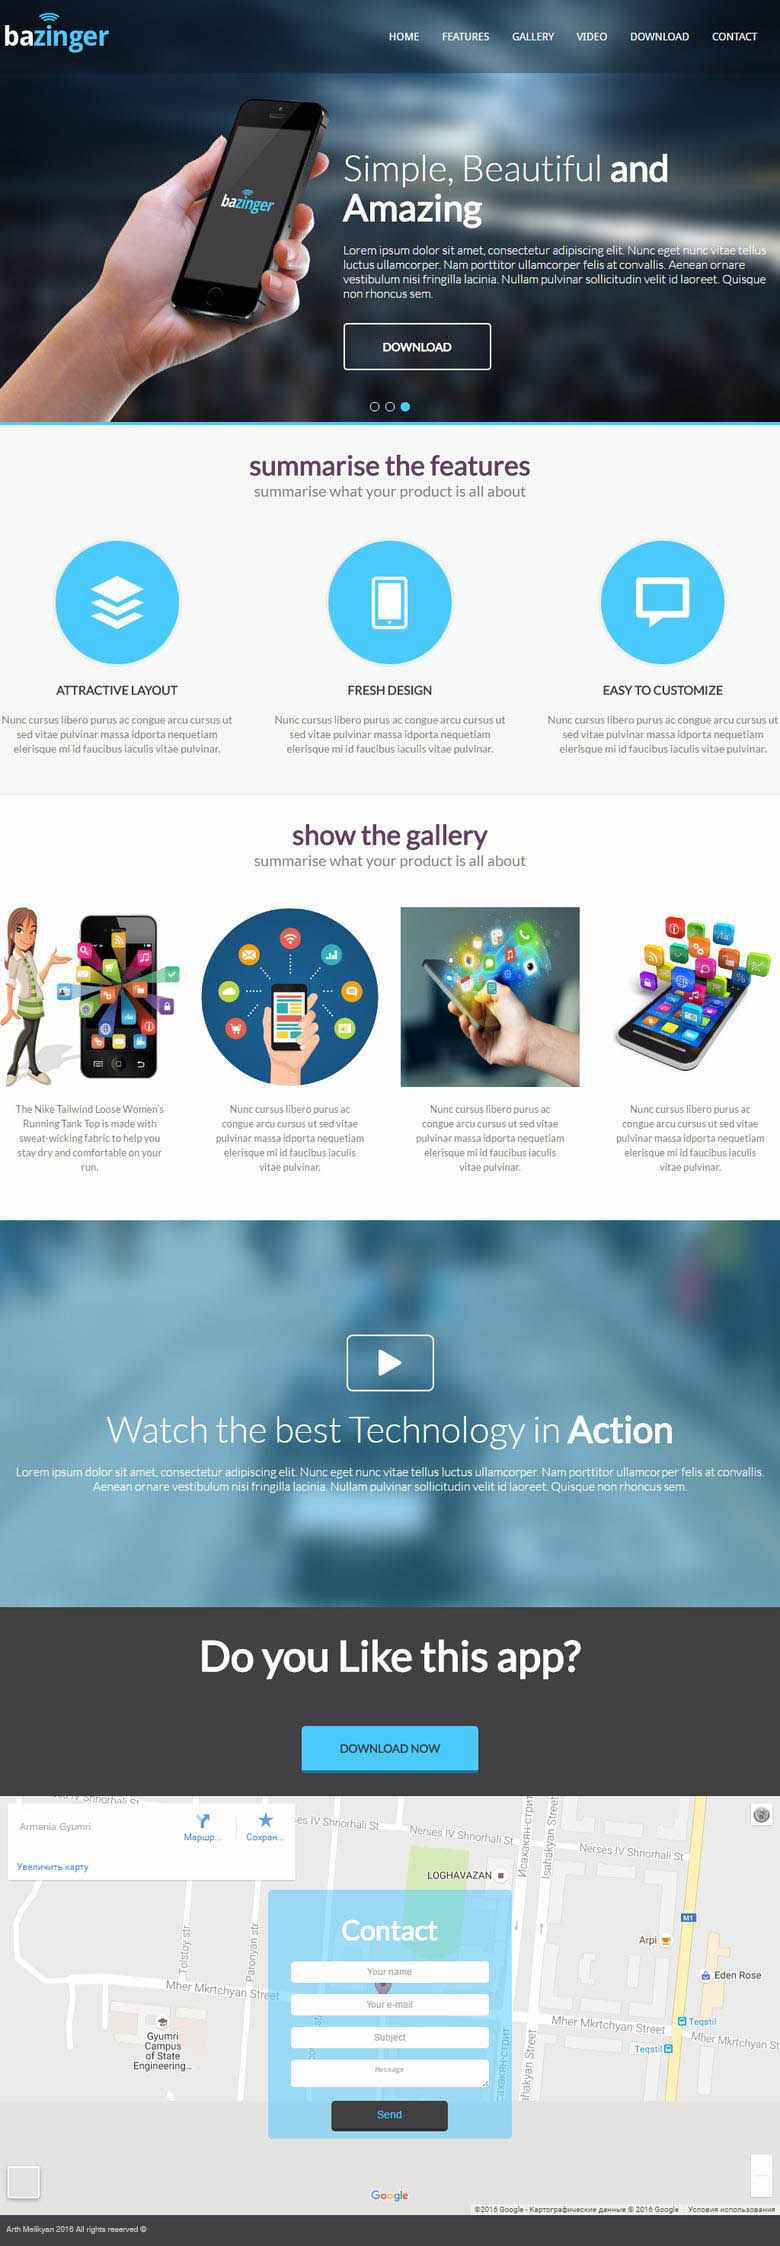 bazinger
HOME FEATURES GALLERY VIDEO DOWNLOAD CONTACT
bazinger
Simple, Beautiful and
Amazing
Lorem ipsum dolor sit amet, consectetur adipiscing elit. Nunc eget nunc vitae tellus
luctus ullamcorper. Nam porttitor ullamcorper felis at convallis. Aenean ornare
vestibulum nisi fringilla lacinia. Nullam pulvinar sollicitudin velit id laoreet. Quisque
non rhoncus sem.
DOWNLOAD
summarise the features
summarise what your product is all about
ATTRACTIVE LAYOUT
Nunc cursus libero purus ac congue arcu cursus ut
sed vitae pulvinar massa idporta nequetiam
elerisque mi id faucibus iaculis vitae pulvinar.
FRESH DESIGN
Nunc cursus libero purus ac congue arcu cursus ut
sed vitae pulvinar massa idporta nequetiam
elerisque mi id faucibus iaculis vitae pulvinar.
EASY TO CUSTOMIZE
Nunc cursus libero purus ac congue arcu cursus ut
sed vitae pulvinar massa idporta nequetiam
elerisque mi id faucibus iaculis vitae pulvinar.
show the gallery
summarise what your product is all about
The Nike Tailwind Loose Women's
Running Tank Top is made with
sweat-wicking fabric to help you
stay dry and comfortable on your
run.
Nunc cursus libero purus ac
congue arcu cursus ut sed vitae
pulvinar massa idporta nequetiam
elerisque mi id faucibus iaculis
vitae pulvinar.
Nunc cursus libero purus ac
congue arcu cursus ut sed vitae
pulvinar massa idporta nequetiam
elerisque mi id faucibus iaculis
vitae pulvinar.
Nunc cursus libero purus ac
congue arcu cursus ut sed vitae
pulvinar massa idporta nequetiam
elerisque mi id faucibus iaculis
vitae pulvinar.
Watch the best Technology in Action
Lorem ipsum dolor sit amet, consectetur adipiscing elit. Nunc eget nunc vitae tellus luctus ullamcorper. Nam porttitor ullamcorper felis at convallis.
Aenean ornare vestibulum nisi fringilla lacinia. Nullam pulvinar sollicitudin velit id laoreet. Quisque non rhoncus sem.
Do you Like this app?
DOWNLOAD NOW
Armenia Gyumri
Маршр...
Сохран...
Увеличить карту
Nerses IV Shnorhali St
Nerses IV Shnorhali St
Исахакян-стрит
Isahakyan St
LOGHAVAZAN
M1
Arpi
Eden Rose
Tolstoy str
Paronyan str
Mher Mkrtchyan Street
Mher Mkrtchyan Street
Mher Mkrtchyan Street
Teqstil
Teqstil
Gyumri
Campus
of State
Engineering...
Contact
Your name
Your e-mail
Subject
Message
Send
Google
©2016 Google - Картографические данные © 2016 Google Условия использования
Arth Melikyan 2016 All rights reserved ©